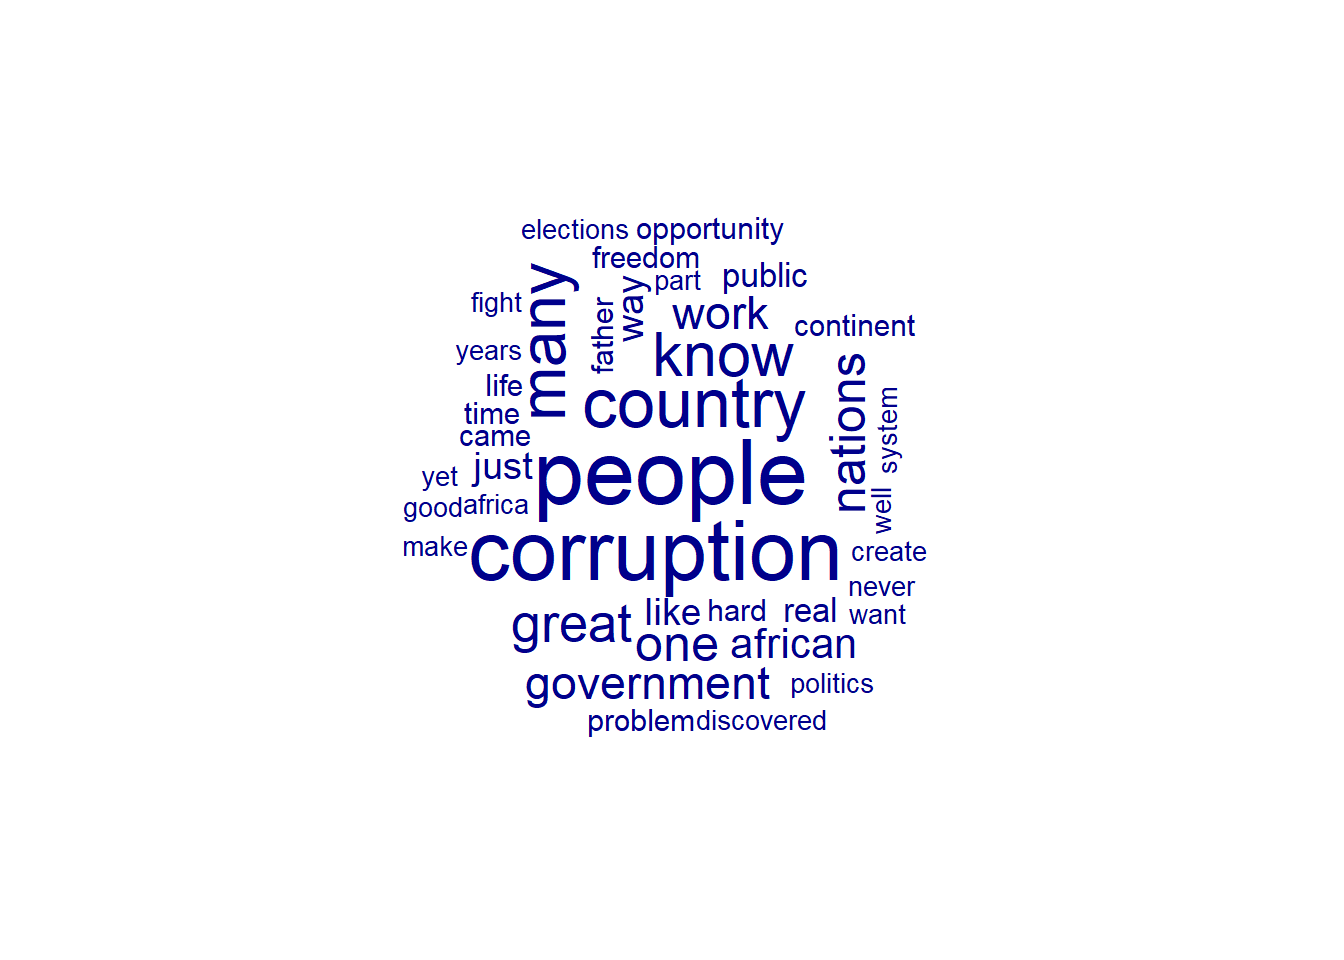 elections opportunity
freedom
part public
fight
many
father
way
work
continent
years
know
life
country
nations
system
time
came
just
people
yet
good africa
well
make
corruption
create
never
great
like hard real want
one african
government
politics
problem discovered